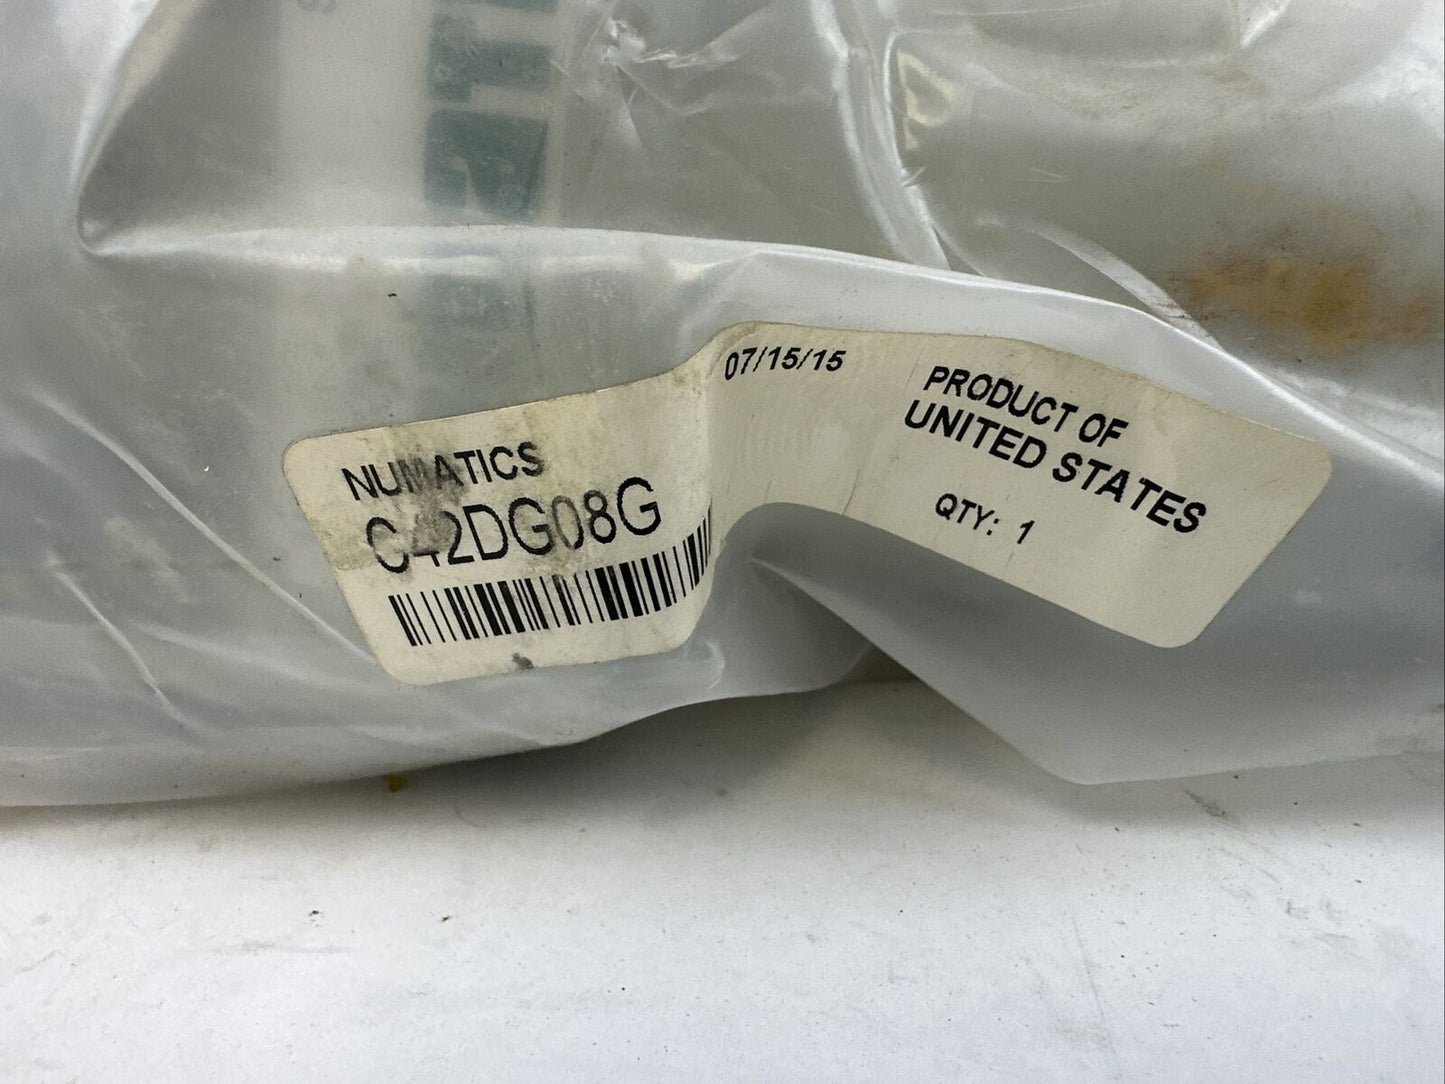 NUMATICS
C42DG08G
07/15/15
PRODUCT OF
UNITED STATES
QTY: 1